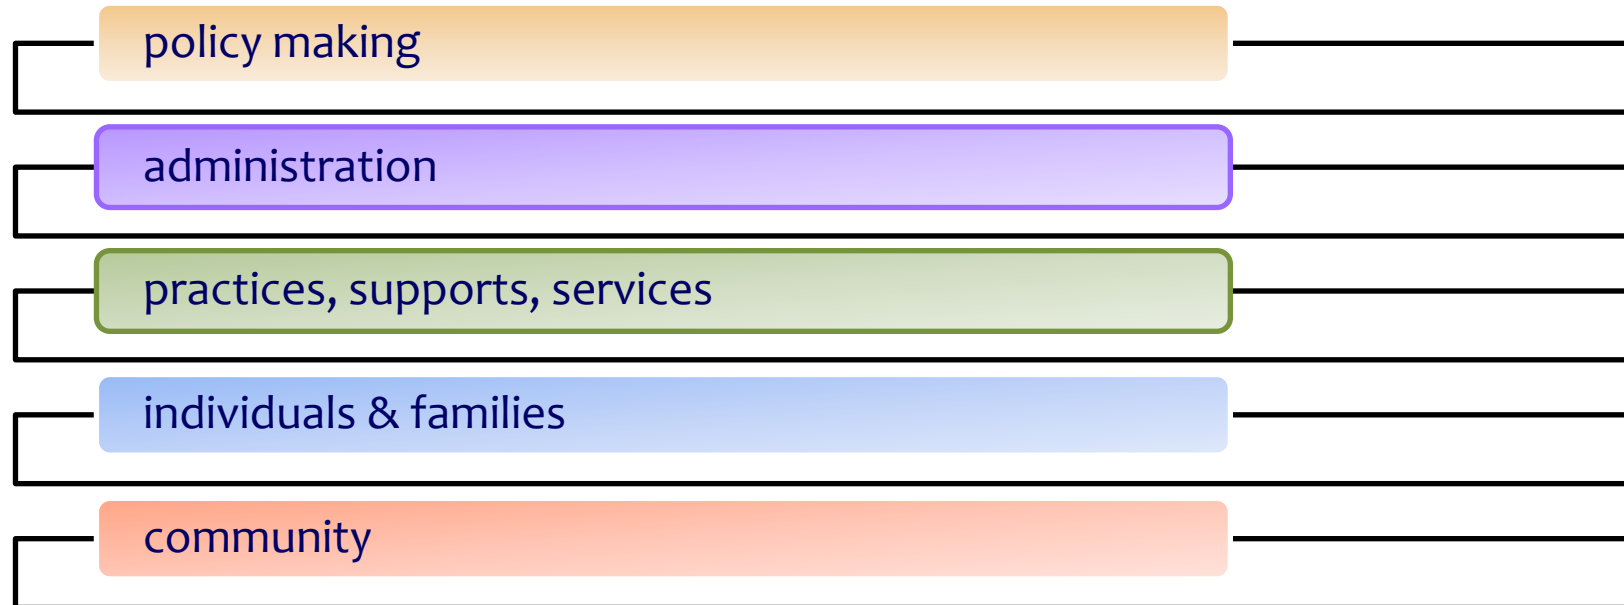 policy making
administration
practices, supports, services
individuals & families
community